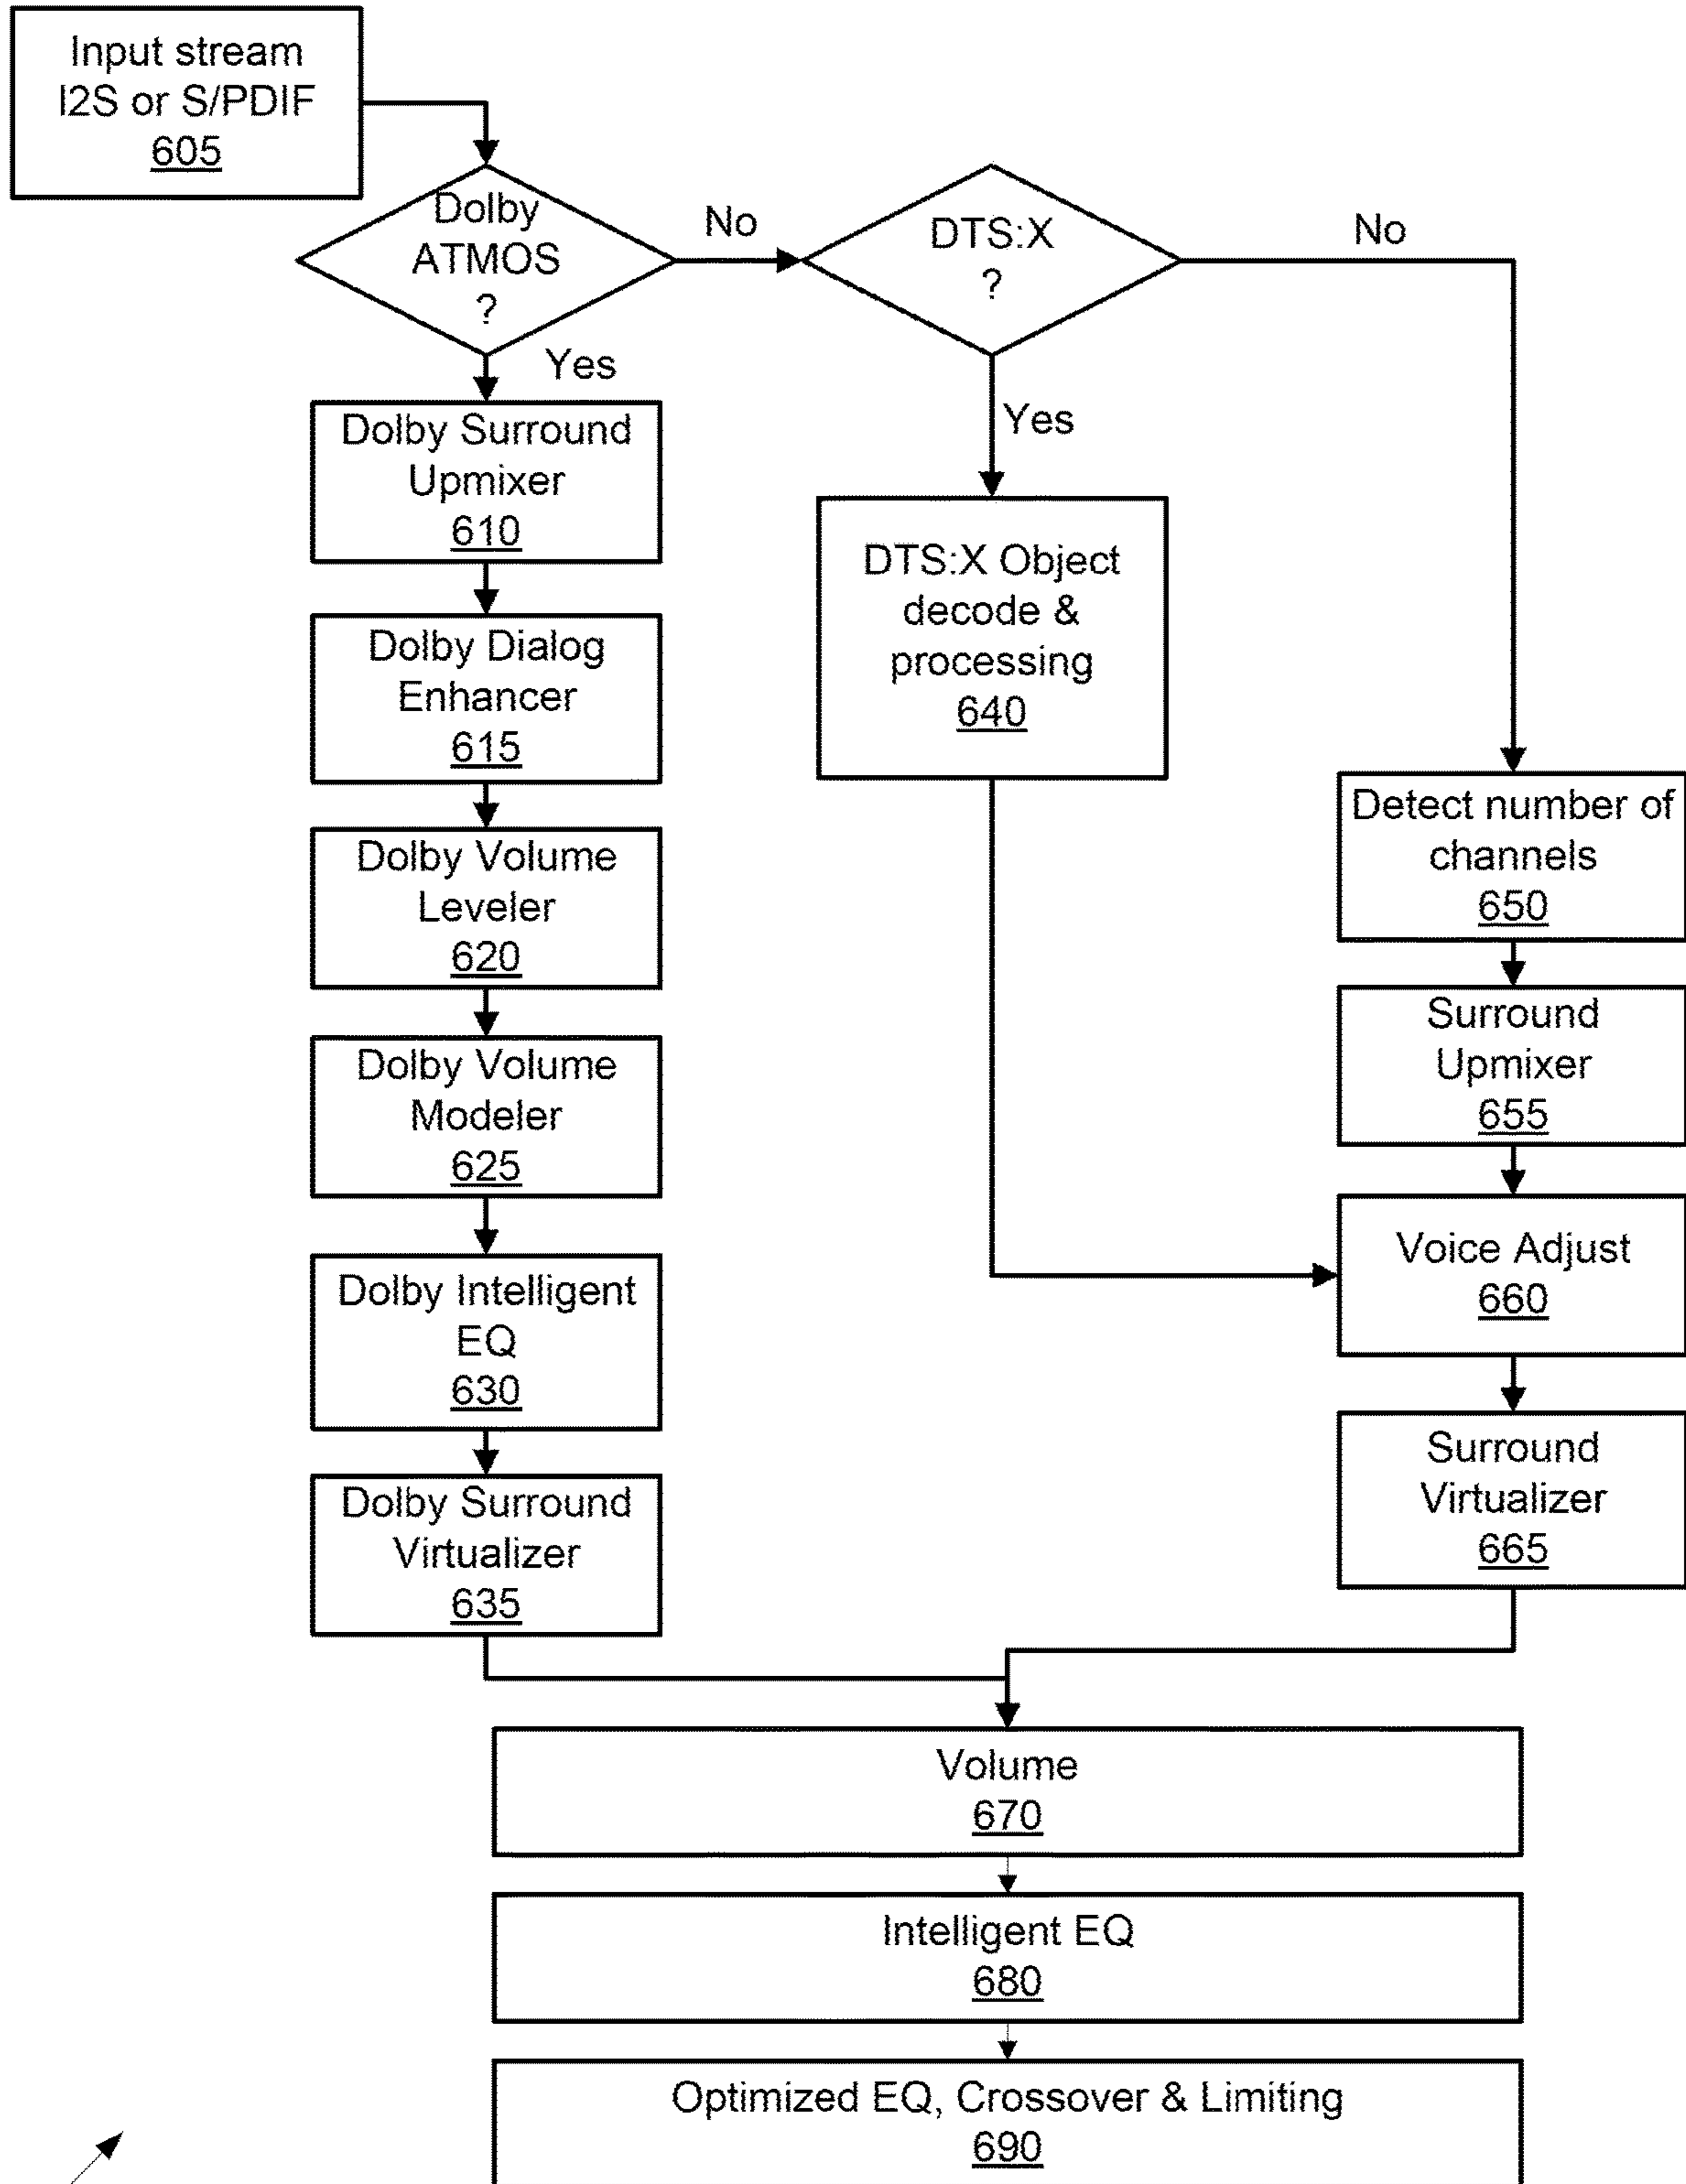 Input stream
I2S or S/PDIF
605
Dolby
ATMOS
?
No
DTS:X
?
No
Yes
Dolby Surround
Upmixer
610
Yes
Dolby Dialog
Enhancer
615
DTS:X Object
decode &
processing
640
Dolby Volume
Leveler
620
Detect number of
channels
650
Dolby Volume
Modeler
625
Surround
Upmixer
655
Dolby Intelligent
EQ
630
Voice Adjust
660
Dolby Surround
Virtualizer
635
Surround
Virtualizer
665
Volume
670
Intelligent EQ
680
Optimized EQ, Crossover & Limiting
690